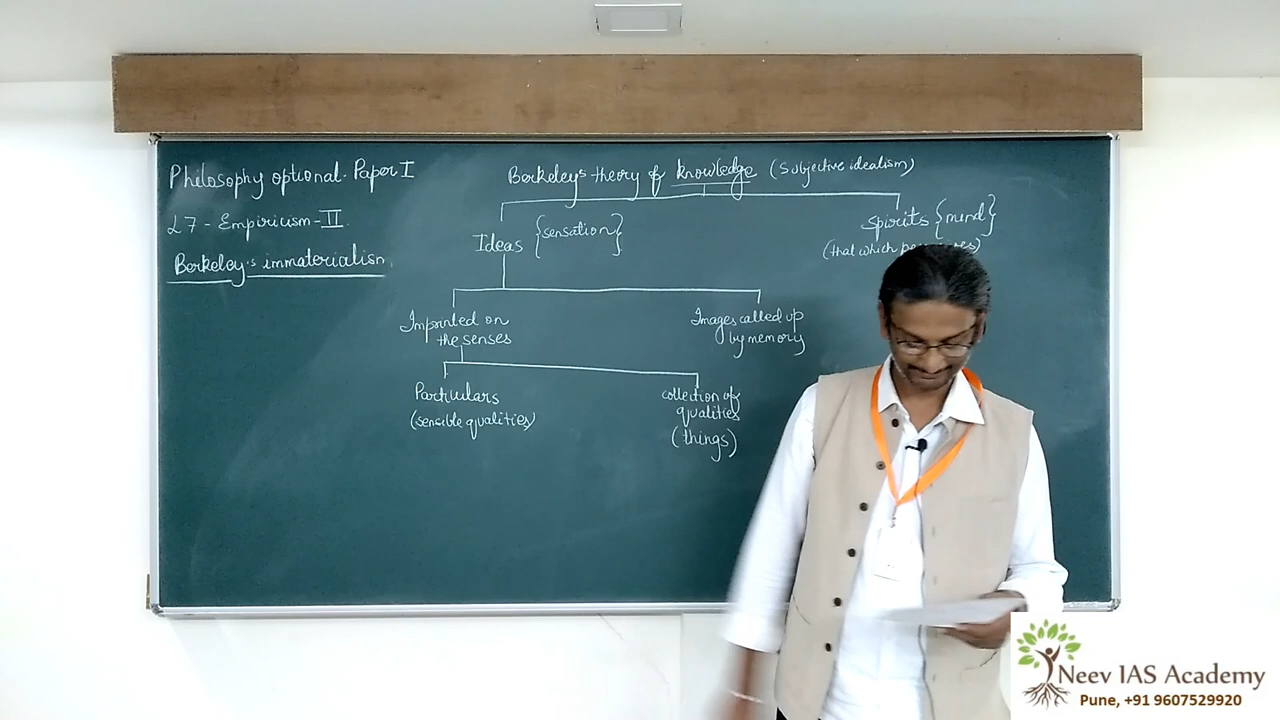 Philosophy optional. Paper I
L7 - Empiricism - II
Berkeley's immaterialism
Berkeley's theory of knowledge (Subjective idealism)
Ideas {sensation}
Spirits {mind}
(that which
Imprinted on
the senses
Images called up
by memory
Particulars
(sensible qualities)
collection of
qualities
(things)
Neev IAS Academy
Pune, +91 9607529920